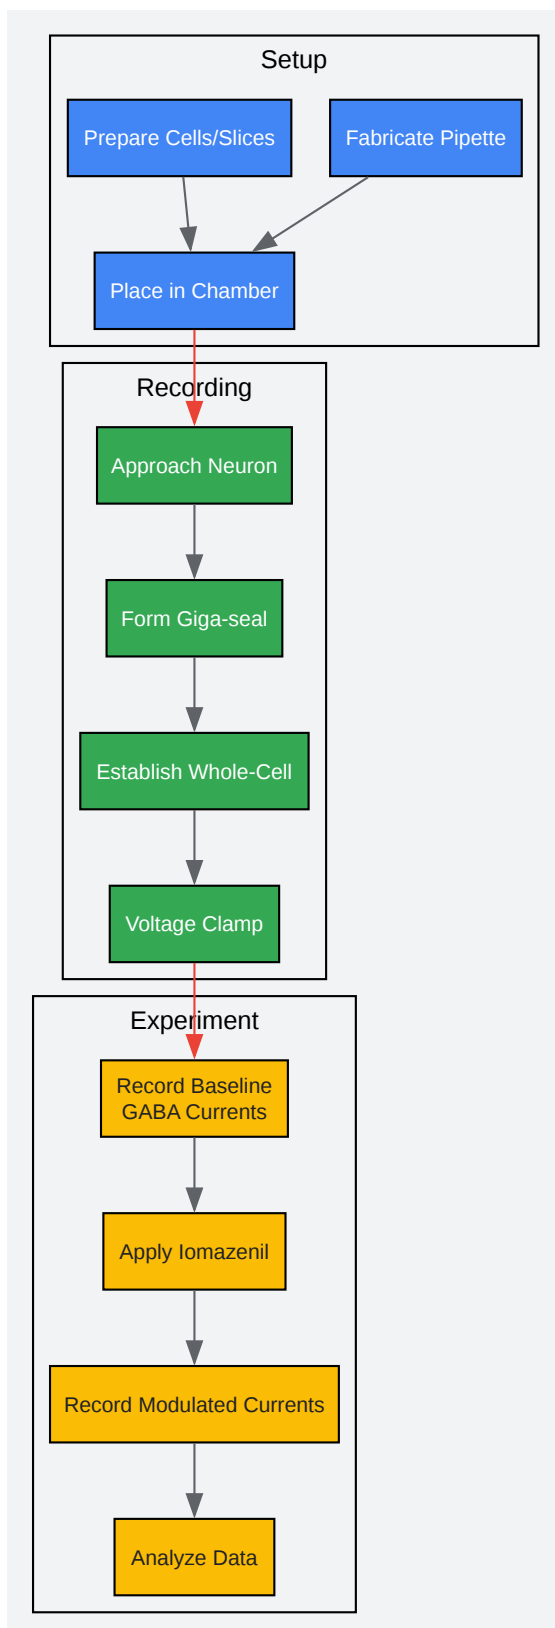 Setup
Prepare Cells/Slices
Fabricate Pipette
Place in Chamber
Recording
Approach Neuron
Form Giga-seal
Establish Whole-Cell
Voltage Clamp
Experiment
Record Baseline
GABA Currents
Apply Iomazenil
Record Modulated Currents
Analyze Data